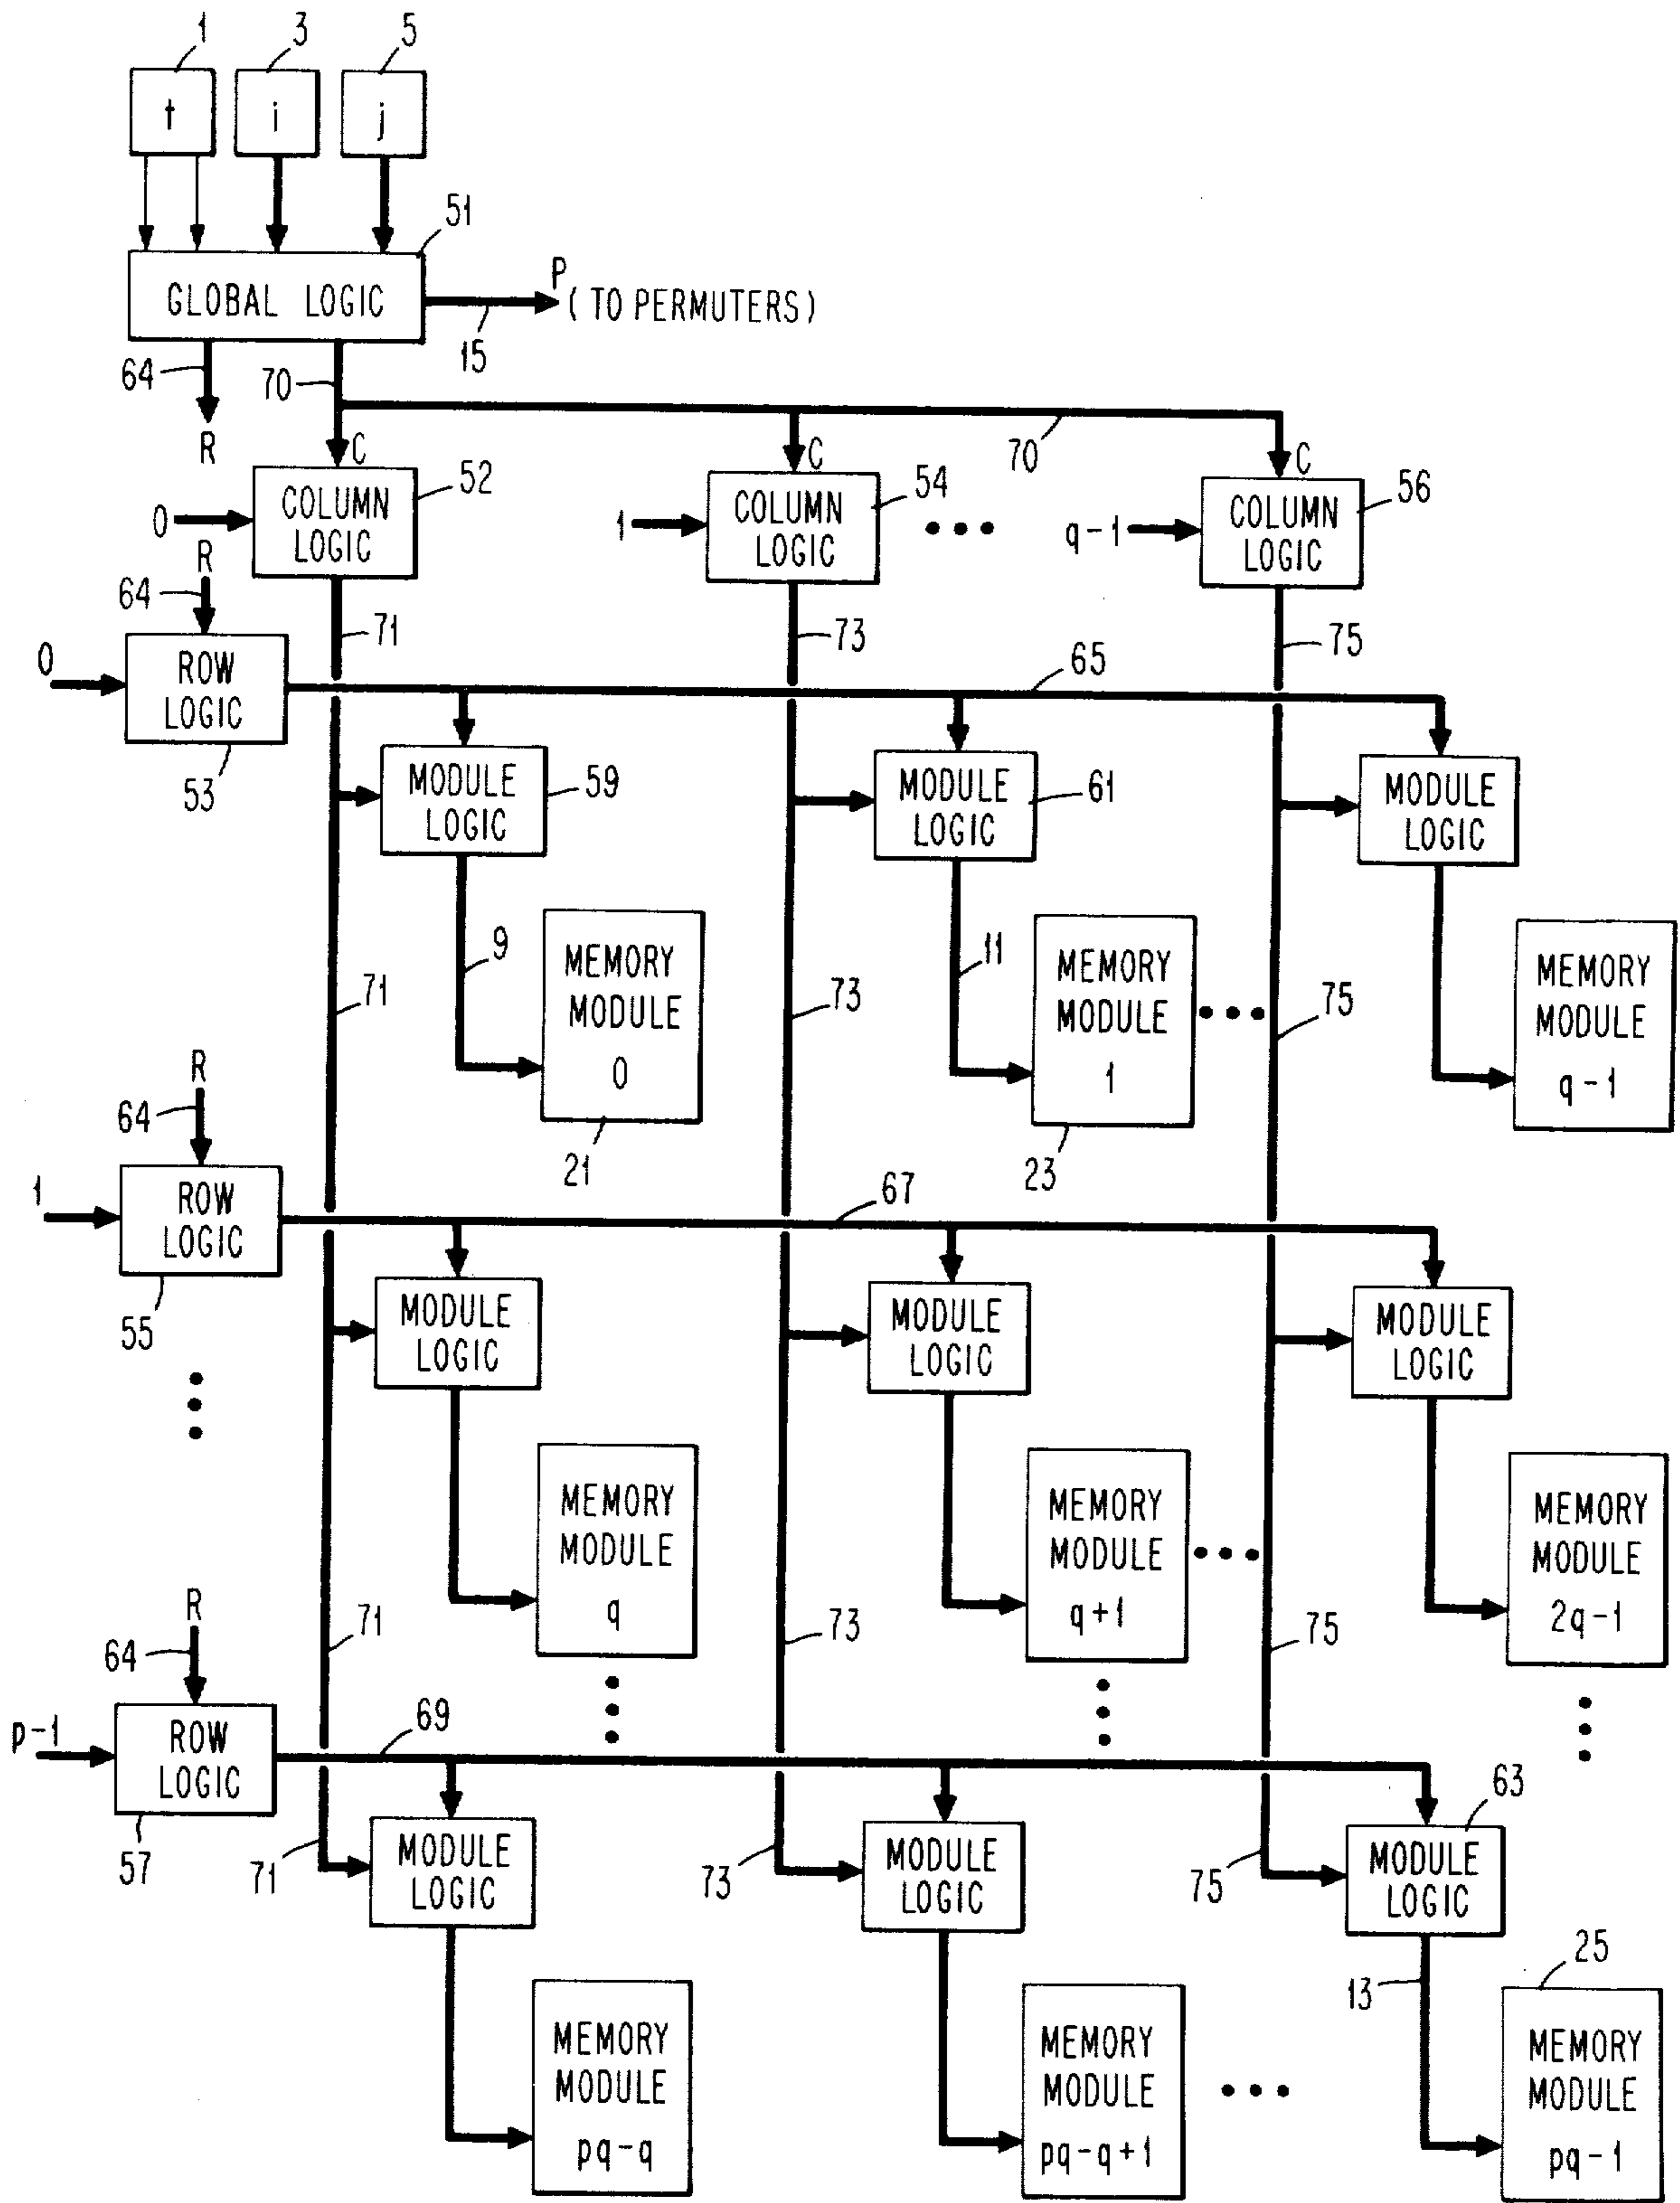 1 3 5
t i j
51
GLOBAL LOGIC
P
(TO PERMUTERS)
15
64 70
R
C C 70 C
0 COLUMN LOGIC 52
1 COLUMN LOGIC 54
q-1 COLUMN LOGIC 56
R
64 71 73 75
0 ROW LOGIC 53
65
MODULE LOGIC 59
MODULE LOGIC 61
MODULE LOGIC
9 11
71 73 75
MEMORY MODULE 0
21
MEMORY MODULE 1
23
MEMORY MODULE q-1
R
64
1 ROW LOGIC 55
67
MODULE LOGIC
MODULE LOGIC
MODULE LOGIC
MEMORY MODULE q
MEMORY MODULE q+1
MEMORY MODULE 2q-1
71 73 75
R
64
p-1 ROW LOGIC 57
69
71 MODULE LOGIC
73 MODULE LOGIC
75 MODULE LOGIC 63
13 25
MEMORY MODULE pq-q
MEMORY MODULE pq-q+1
MEMORY MODULE pq-1